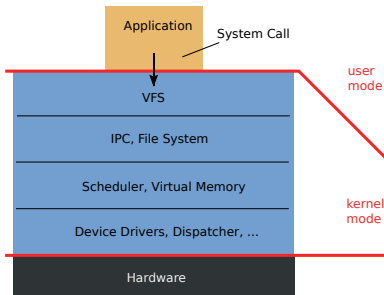 Application
System Call
user
mode
VFS
IPC, File System
Scheduler, Virtual Memory
kernel
mode
Device Drivers, Dispatcher, ...
Hardware